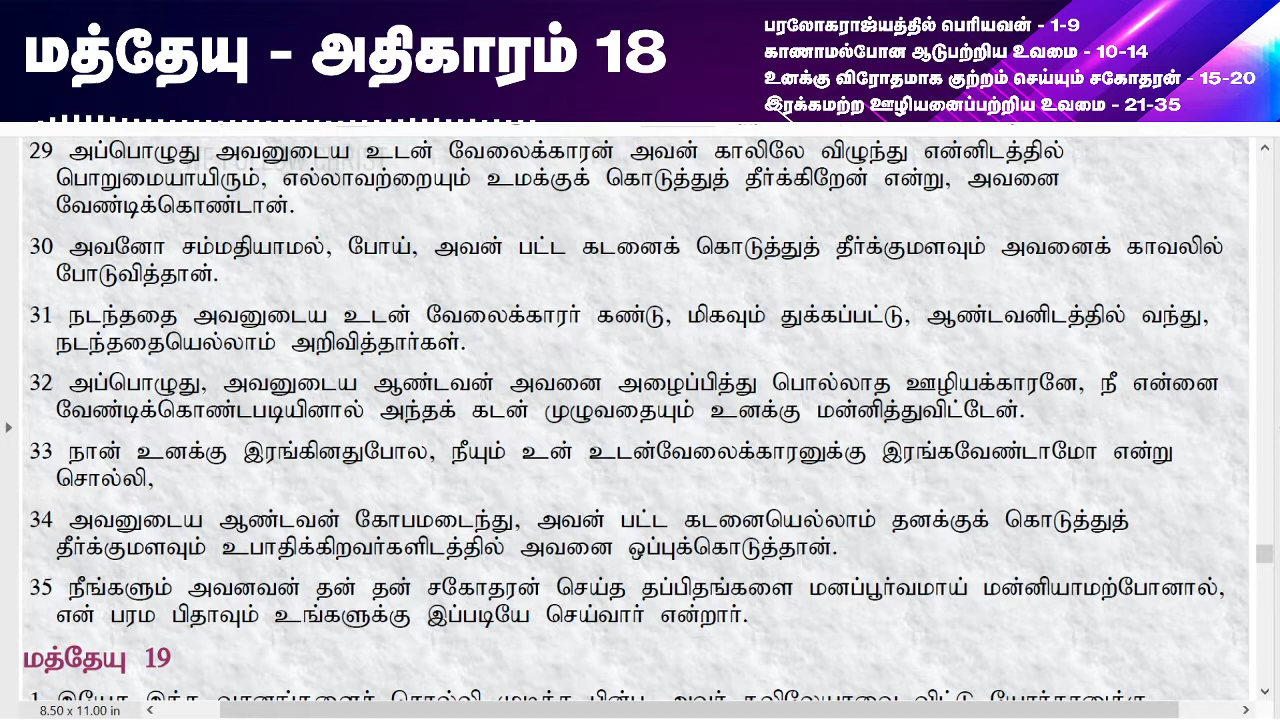 மத்தேயு - அதிகாரம் 18
பரலோகராஜ்யத்தில் பெரியவன் - 1-9
காணாமல்போன ஆடுபற்றிய உவமை - 10-14
உனக்கு விரோதமாக குற்றம் செய்யும் சகோதரன் - 15-20
இரக்கமற்ற ஊழியனைப்பற்றிய உவமை - 21-35
29 அப்பொழுது அவனுடைய உடன் வேலைக்காரன் அவன் காலிலே விழுந்து என்னிடத்தில்
பொறுமையாயிரும், எல்லாவற்றையும் உமக்குக் கொடுத்துத் தீர்க்கிறேன் என்று, அவனை
வேண்டிக்கொண்டான்.
30 அவனோ சம்மதியாமல், போய், அவன் பட்ட கடனைக் கொடுத்துத் தீர்க்குமளவும் அவனைக் காவலில்
போடுவித்தான்.
31 நடந்ததை அவனுடைய உடன் வேலைக்காரர் கண்டு, மிகவும் துக்கப்பட்டு, ஆண்டவனிடத்தில் வந்து,
நடந்ததையெல்லாம் அறிவித்தார்கள்.
32 அப்பொழுது, அவனுடைய ஆண்டவன் அவனை அழைப்பித்து பொல்லாத ஊழியக்காரனே, நீ என்னை
வேண்டிக்கொண்டபடியினால் அந்தக் கடன் முழுவதையும் உனக்கு மன்னித்துவிட்டேன்.
33 நான் உனக்கு இரங்கினதுபோல, நீயும் உன் உடன்வேலைக்காரனுக்கு இரங்கவேண்டாமோ என்று
சொல்லி,
34 அவனுடைய ஆண்டவன் கோபமடைந்து, அவன் பட்ட கடனையெல்லாம் தனக்குக் கொடுத்துத்
தீர்க்குமளவும் உபாதிக்கிறவர்களிடத்தில் அவனை ஒப்புக்கொடுத்தான்.
35 நீங்களும் அவனவன் தன் தன் சகோதரன் செய்த தப்பிதங்களை மனப்பூர்வமாய் மன்னியாமற்போனால்,
என் பரம பிதாவும் உங்களுக்கு இப்படியே செய்வார் என்றார்.
மத்தேயு 19
8.50 x 11.00 in